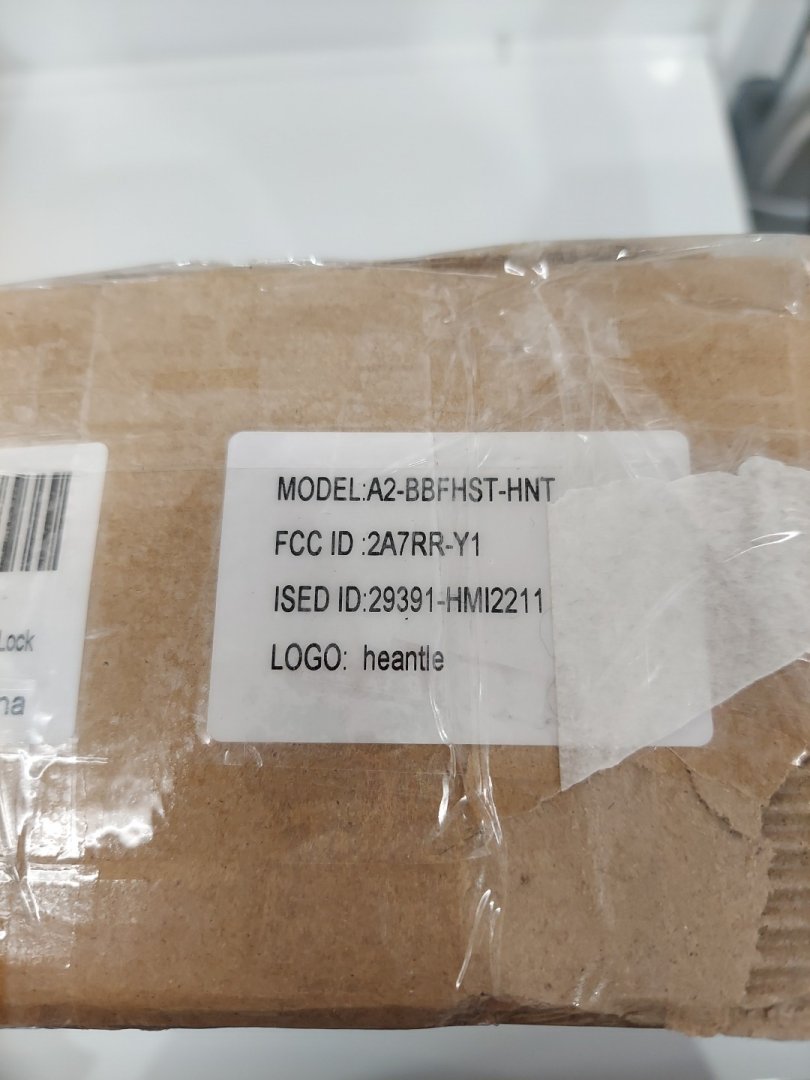 MODEL:A2-BBFHST-HNT
FCC ID :2A7RR-Y1
ISED ID:29391-HMI2211
LOGO: heantle
Lock
na